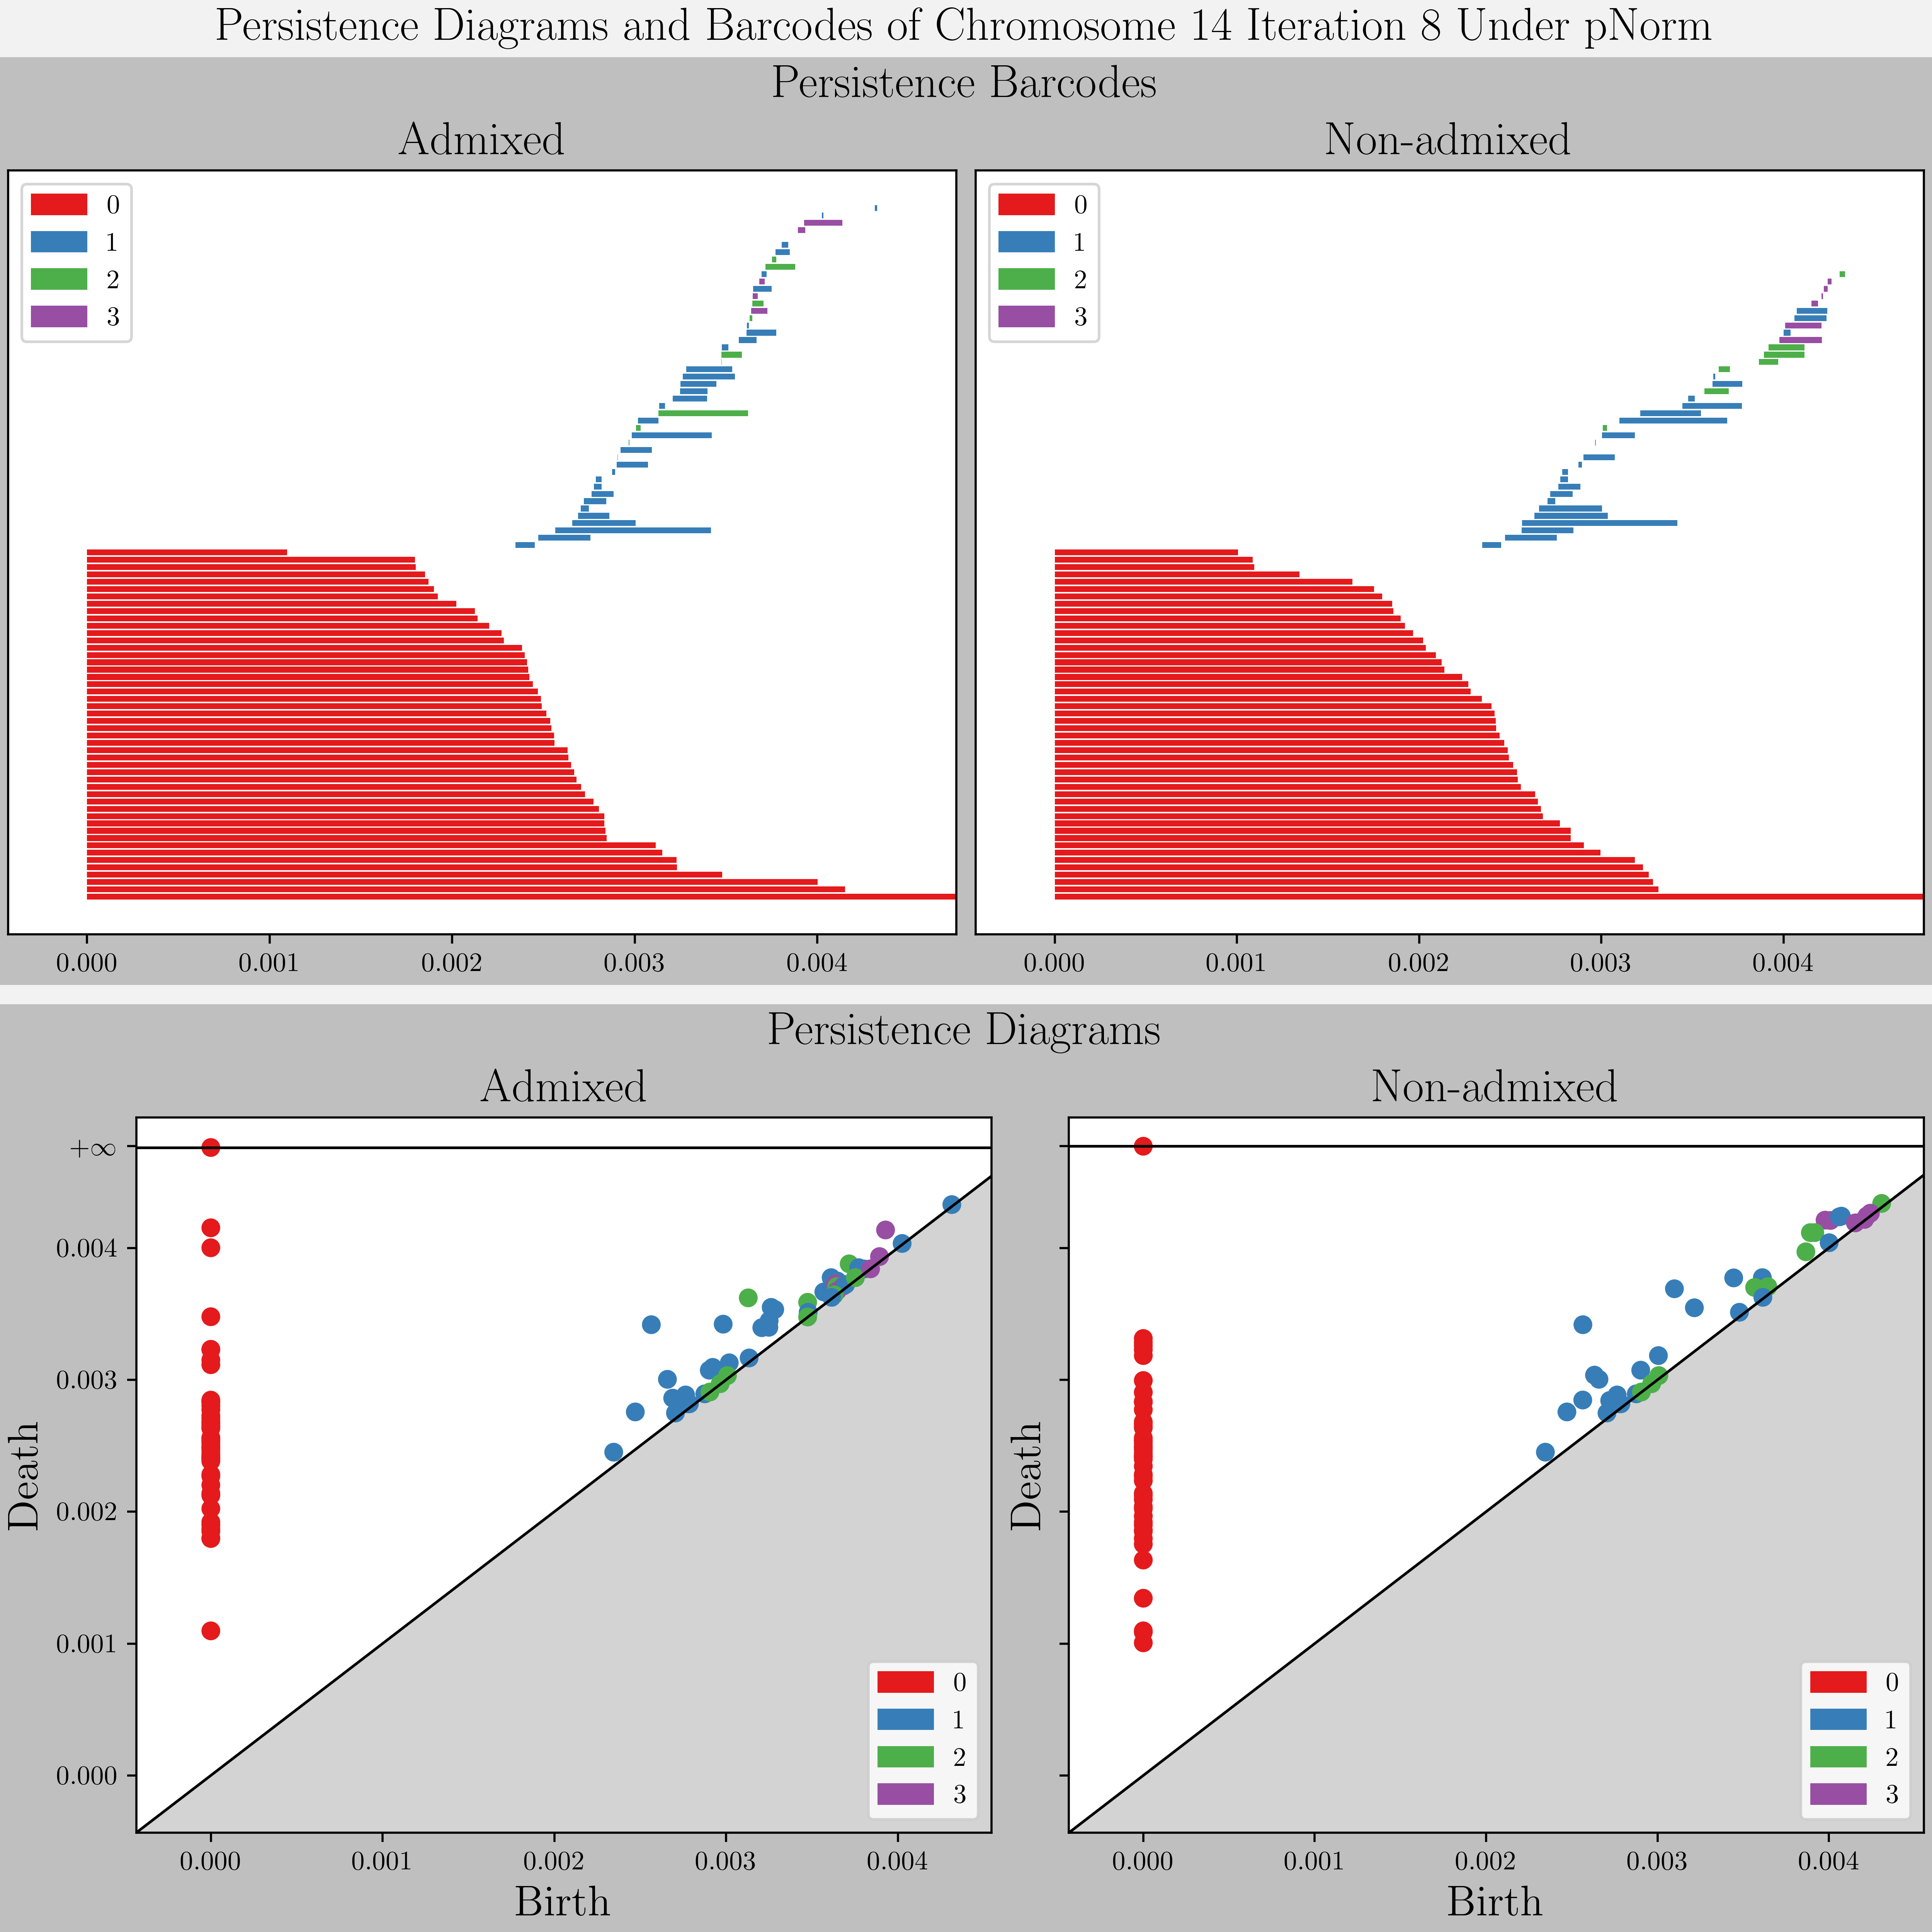 Persistence Diagrams and Barcodes of Chromosome 14 Iteration 8 Under pNorm
Persistence Barcodes
Admixed
0
1
2
3
0.000 0.001 0.002 0.003 0.004
Non-admixed
0
1
2
3
0.000 0.001 0.002 0.003 0.004
Persistence Diagrams
Admixed
Death
+∞
0.004
0.003
0.002
0.001
0.000
0
1
2
3
0.000 0.001 0.002 0.003 0.004
Birth
Non-admixed
Death
0
1
2
3
0.000 0.001 0.002 0.003 0.004
Birth